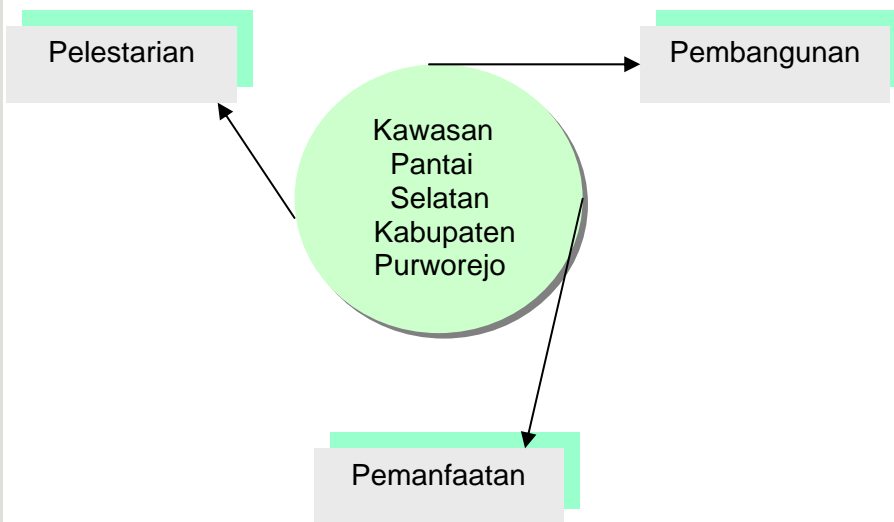 Pelestarian
Pembangunan
Kawasan
Pantai
Selatan
Kabupaten
Purworejo
Pemanfaatan